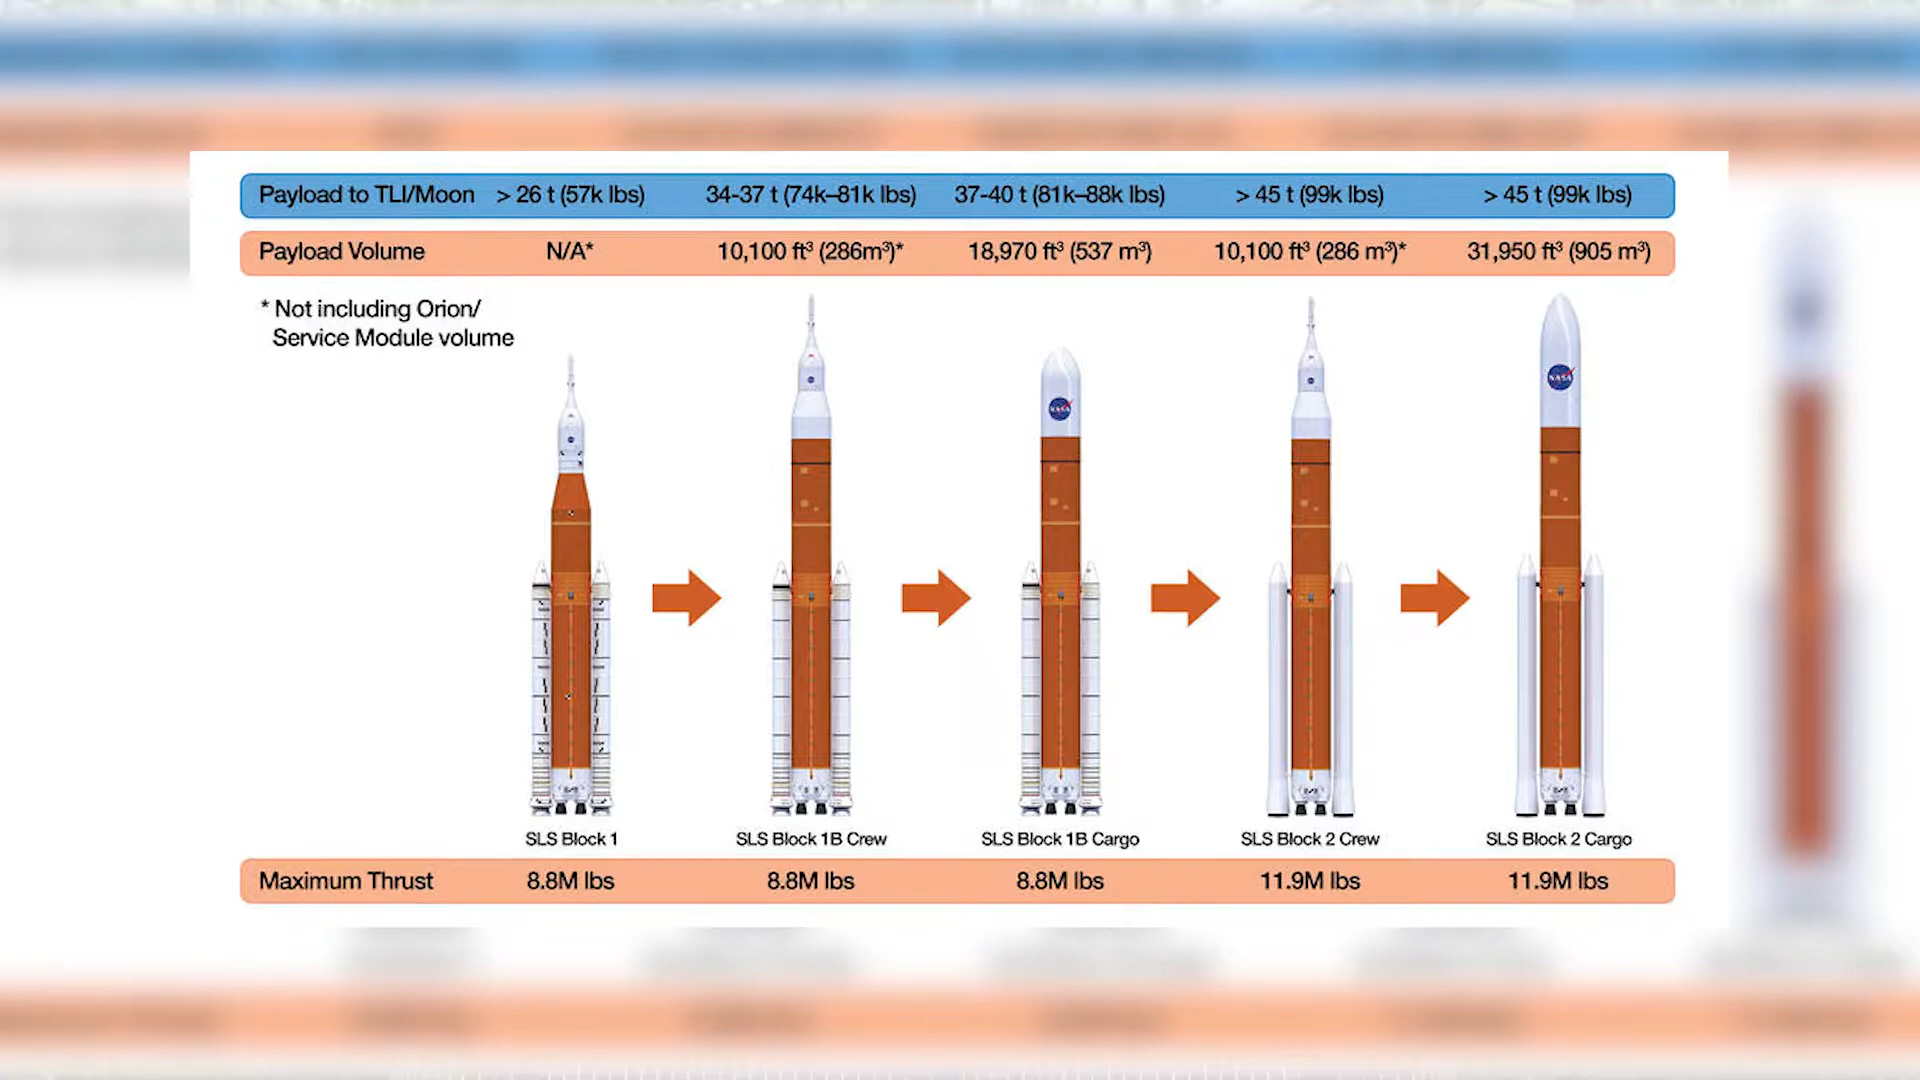 Payload to TLI/Moon > 26 t (57k lbs) 34-37 t (74k–81k lbs) 37-40 t (81k–88k lbs) > 45 t (99k lbs) > 45 t (99k lbs)
Payload Volume N/A* 10,100 ft³ (286m³)* 18,970 ft³ (537 m³) 10,100 ft³ (286 m³)* 31,950 ft³ (905 m³)
* Not including Orion/
Service Module volume
NASA
NASA
SLS Block 1 SLS Block 1B Crew SLS Block 1B Cargo SLS Block 2 Crew SLS Block 2 Cargo
Maximum Thrust 8.8M lbs 8.8M lbs 8.8M lbs 11.9M lbs 11.9M lbs